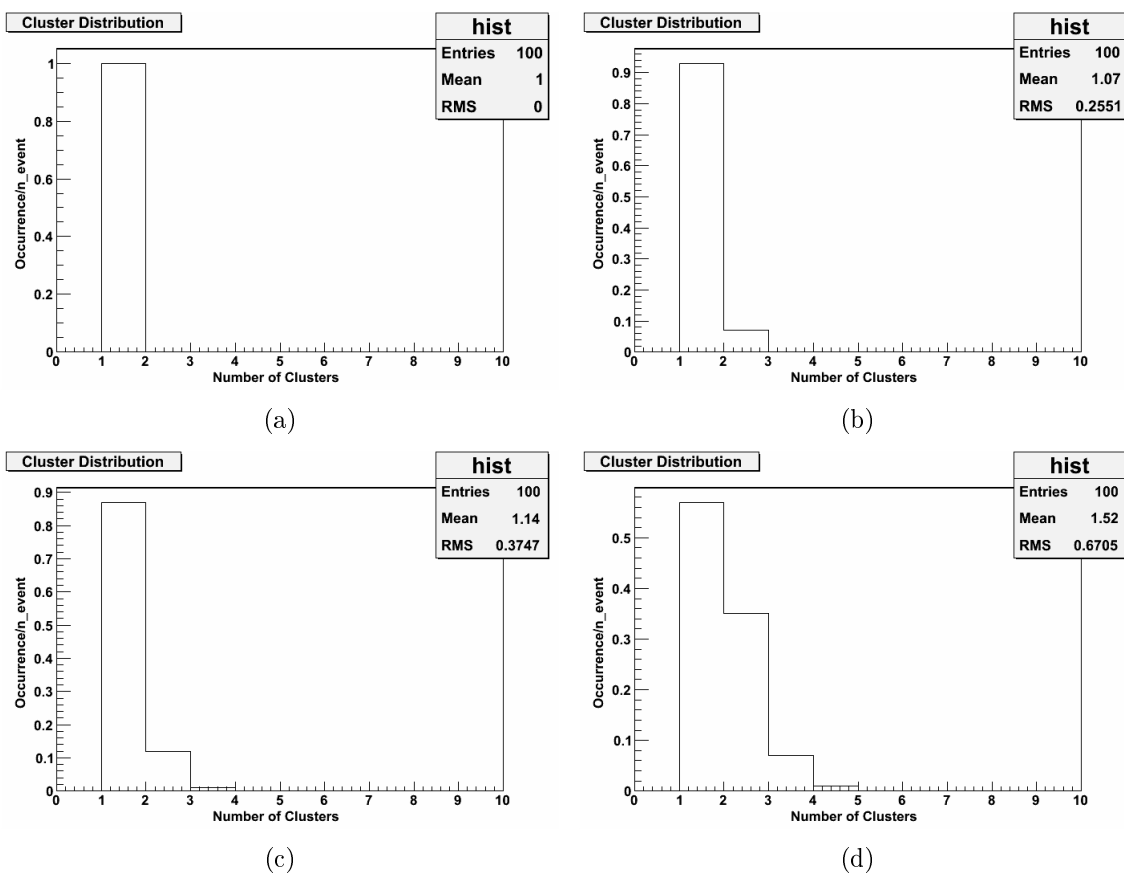 Cluster Distribution
hist
Entries 100
Mean 1
RMS 0
Occurrence/n_event
1
0.8
0.6
0.4
0.2
0
0 1 2 3 4 5 6 7 8 9 10
Number of Clusters
(a)
Cluster Distribution
hist
Entries 100
Mean 1.07
RMS 0.2551
Occurrence/n_event
0.9
0.8
0.7
0.6
0.5
0.4
0.3
0.2
0.1
0
0 1 2 3 4 5 6 7 8 9 10
Number of Clusters
(b)
Cluster Distribution
hist
Entries 100
Mean 1.14
RMS 0.3747
Occurrence/n_event
0.9
0.8
0.7
0.6
0.5
0.4
0.3
0.2
0.1
0
0 1 2 3 4 5 6 7 8 9 10
Number of Clusters
(c)
Cluster Distribution
hist
Entries 100
Mean 1.52
RMS 0.6705
Occurrence/n_event
0.5
0.4
0.3
0.2
0.1
0
0 1 2 3 4 5 6 7 8 9 10
Number of Clusters
(d)